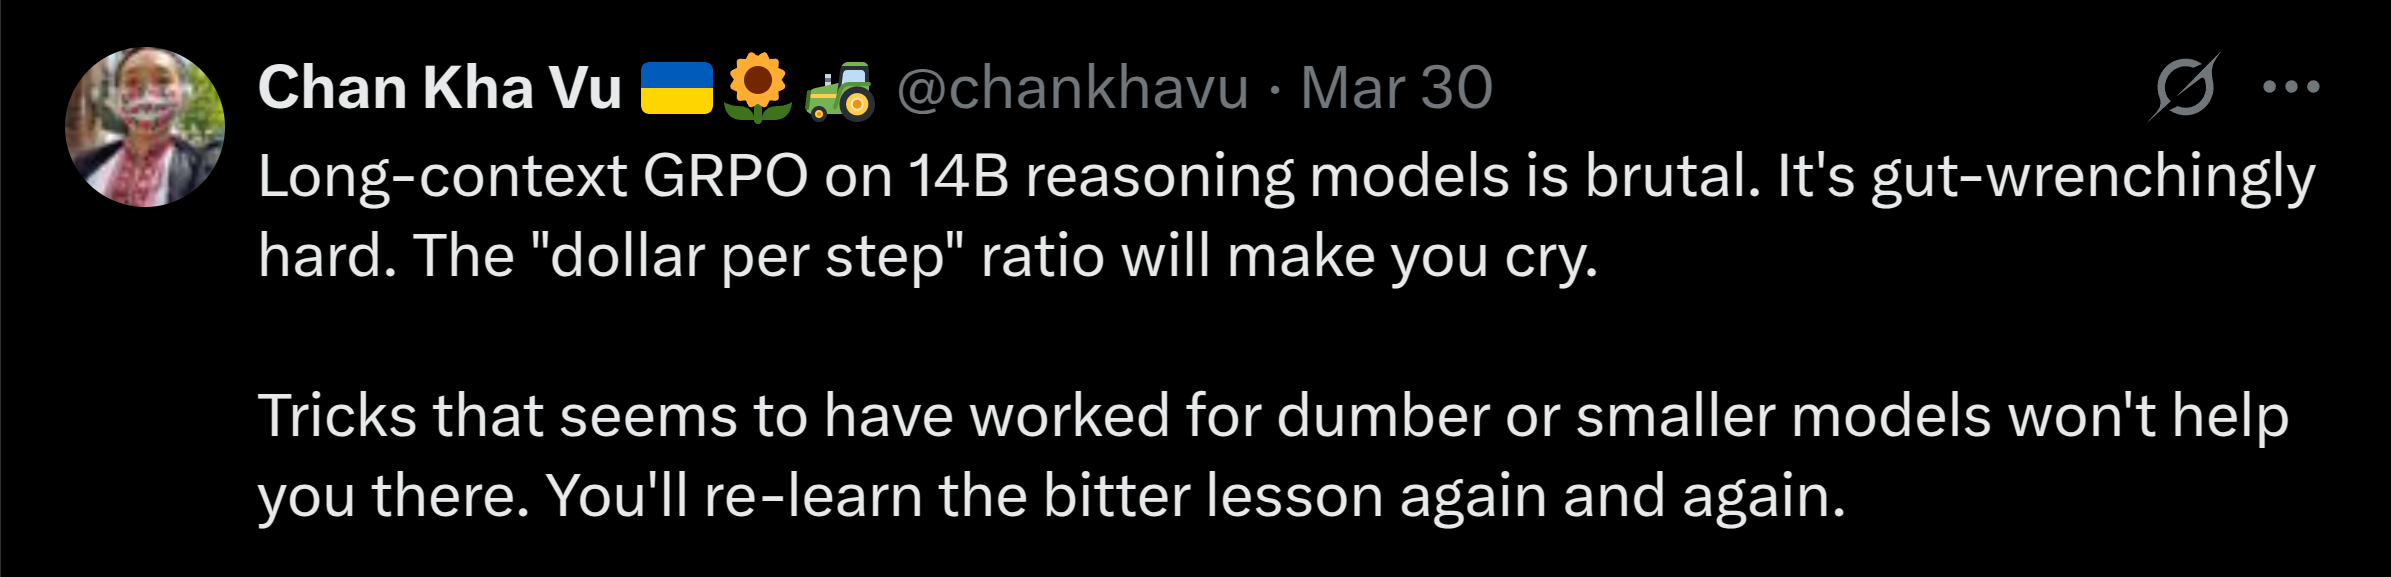 Chan Kha Vu 🇺🇦🌻🚜 @chankhavu · Mar 30
Long-context GRPO on 14B reasoning models is brutal. It's gut-wrenchingly
hard. The "dollar per step" ratio will make you cry.
Tricks that seems to have worked for dumber or smaller models won't help
you there. You'll re-learn the bitter lesson again and again.